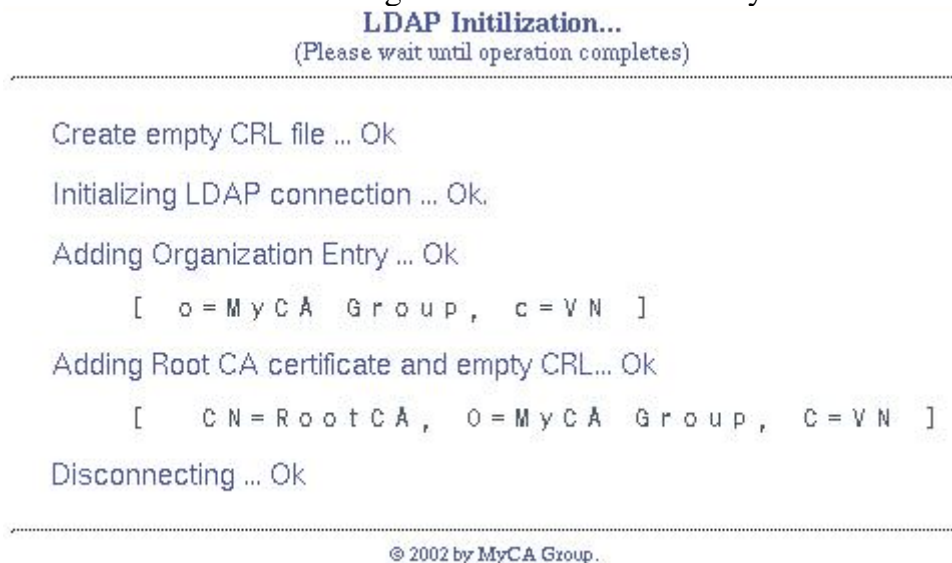 LDAP Initilization...
(Please wait until operation completes)
Create empty CRL file ... Ok
Initializing LDAP connection ... Ok.
Adding Organization Entry ... Ok
[ o=MyCA Group, c=VN ]
Adding Root CA certificate and empty CRL... Ok
[ CN=RootCA, O=MyCA Group, C=VN ]
Disconnecting ... Ok
© 2002 by MyCA Group.